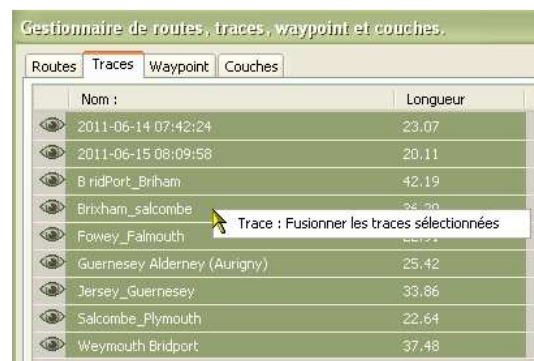 Gestionnaire de routes, traces, waypoint et couches.
Routes Traces Waypoint Couches
Nom : Longueur
2011-06-14 07:42:24 23.07
2011-06-15 08:09:58 20.11
B ridPort_Briham 42.19
Brixham_salcombe
Trace : Fusionner les traces sélectionnées
Fowey_Falmouth
Guernesey Alderney (Aurigny) 25.42
Jersey_Guernesey 33.86
Salcombe_Plymouth 22.64
Weymouth Bridport 37.48